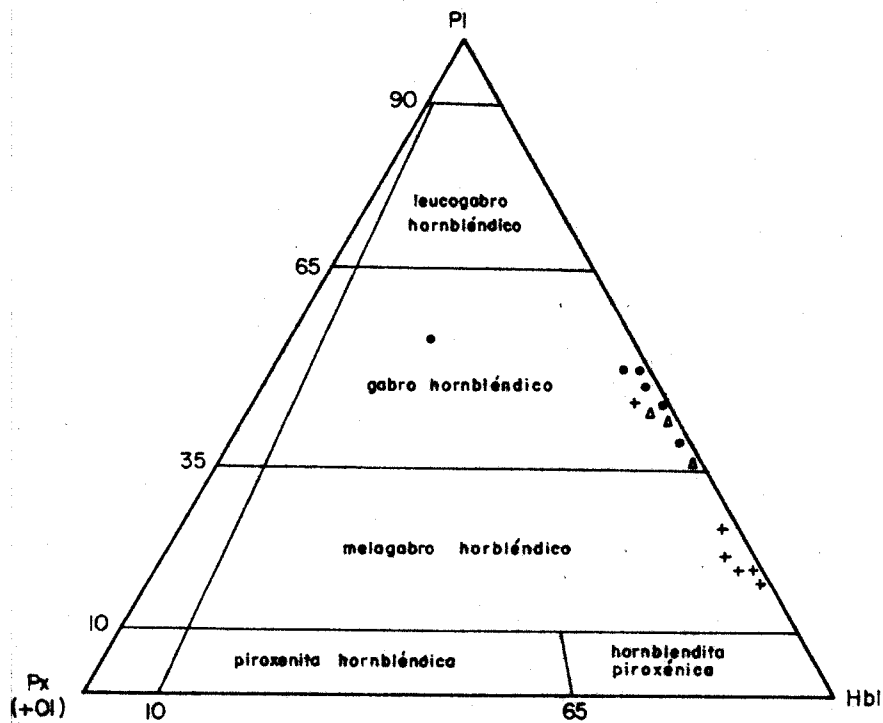 Pl
90
leucogabro
hornbléndico
65
gabro hornbléndico
35
melagabro horbléndico
10
piroxenita hornbléndica
hornblendita
piroxénica
Px
(+Ol)
10
65
Hbl